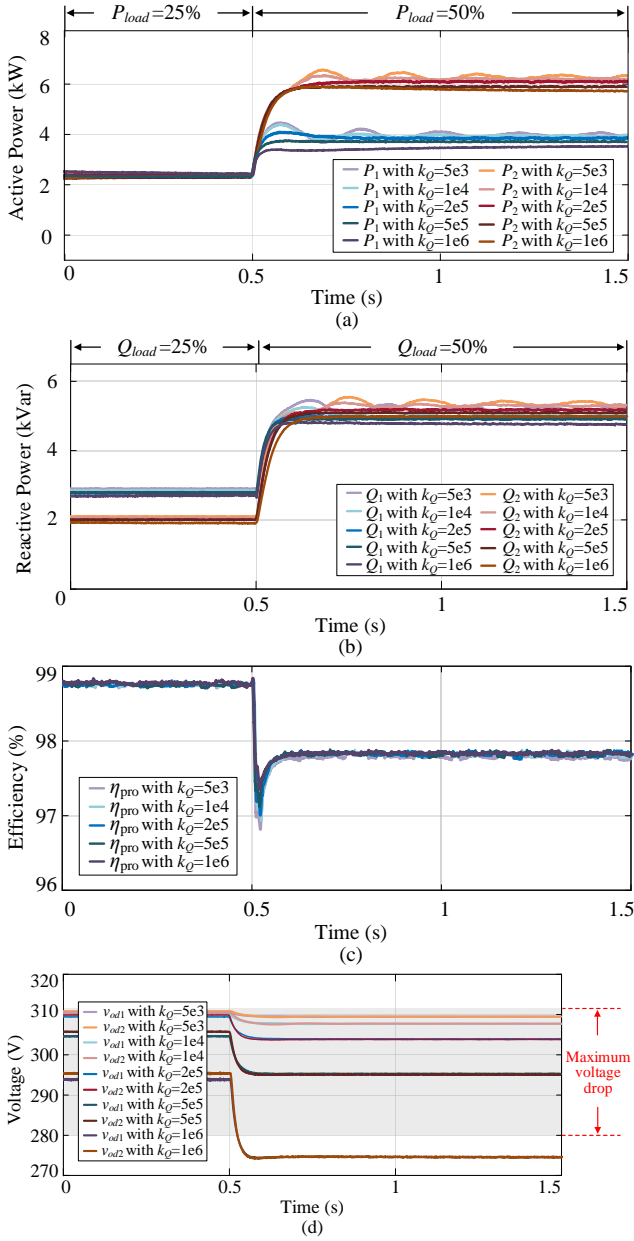 P_load=25% P_load=50%
8
6
4
2
0
Active Power (kW)
P_1 with k_Q=5e3 P_2 with k_Q=5e3
P_1 with k_Q=1e4 P_2 with k_Q=1e4
P_1 with k_Q=2e5 P_2 with k_Q=2e5
P_1 with k_Q=5e5 P_2 with k_Q=5e5
P_1 with k_Q=1e6 P_2 with k_Q=1e6
0 0.5 1 1.5
Time (s)
(a)
Q_load=25% Q_load=50%
6
4
2
0
Reactive Power (kVar)
Q_1 with k_Q=5e3 Q_2 with k_Q=5e3
Q_1 with k_Q=1e4 Q_2 with k_Q=1e4
Q_1 with k_Q=2e5 Q_2 with k_Q=2e5
Q_1 with k_Q=5e5 Q_2 with k_Q=5e5
Q_1 with k_Q=1e6 Q_2 with k_Q=1e6
0.5 1 1.5
Time (s)
(b)
99
98
97
96
Efficiency (%)
η_pro with k_Q=5e3
η_pro with k_Q=1e4
η_pro with k_Q=2e5
η_pro with k_Q=5e5
η_pro with k_Q=1e6
0 0.5 1 1.5
Time (s)
(c)
320
310
300
290
280
270
Voltage (V)
v_od1 with k_Q=5e3
v_od2 with k_Q=5e3
v_od1 with k_Q=1e4
v_od2 with k_Q=1e4
v_od1 with k_Q=2e5
v_od2 with k_Q=2e5
v_od1 with k_Q=5e5
v_od2 with k_Q=5e5
v_od1 with k_Q=1e6
v_od2 with k_Q=1e6
Maximum
voltage
drop
0 0.5 1 1.5
Time (s)
(d)